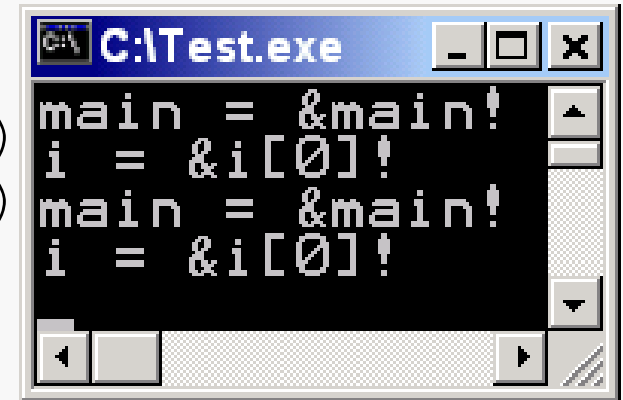 C:\Test.exe
main = &main!
i = &i[0]!
main = &main!
i = &i[0]!